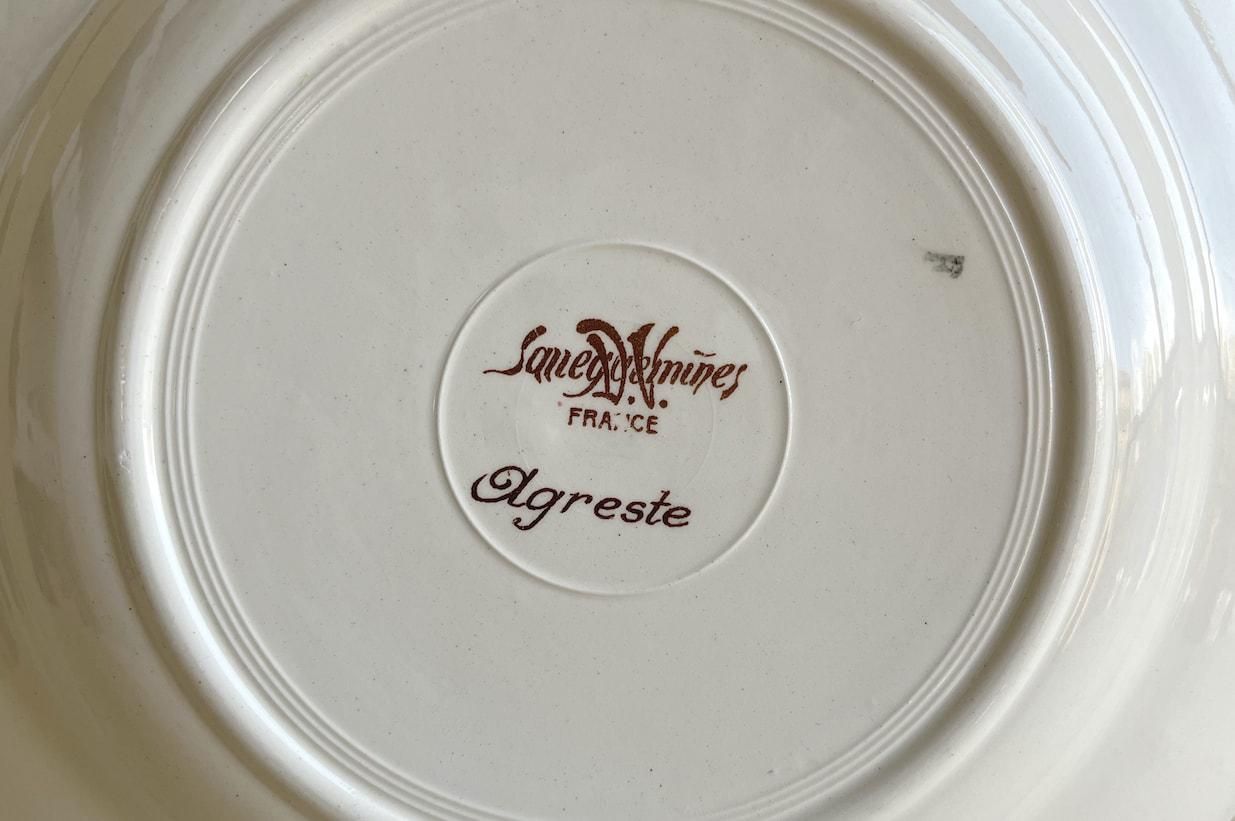 Sarreguemines
D.V.
FRANCE
Agreste